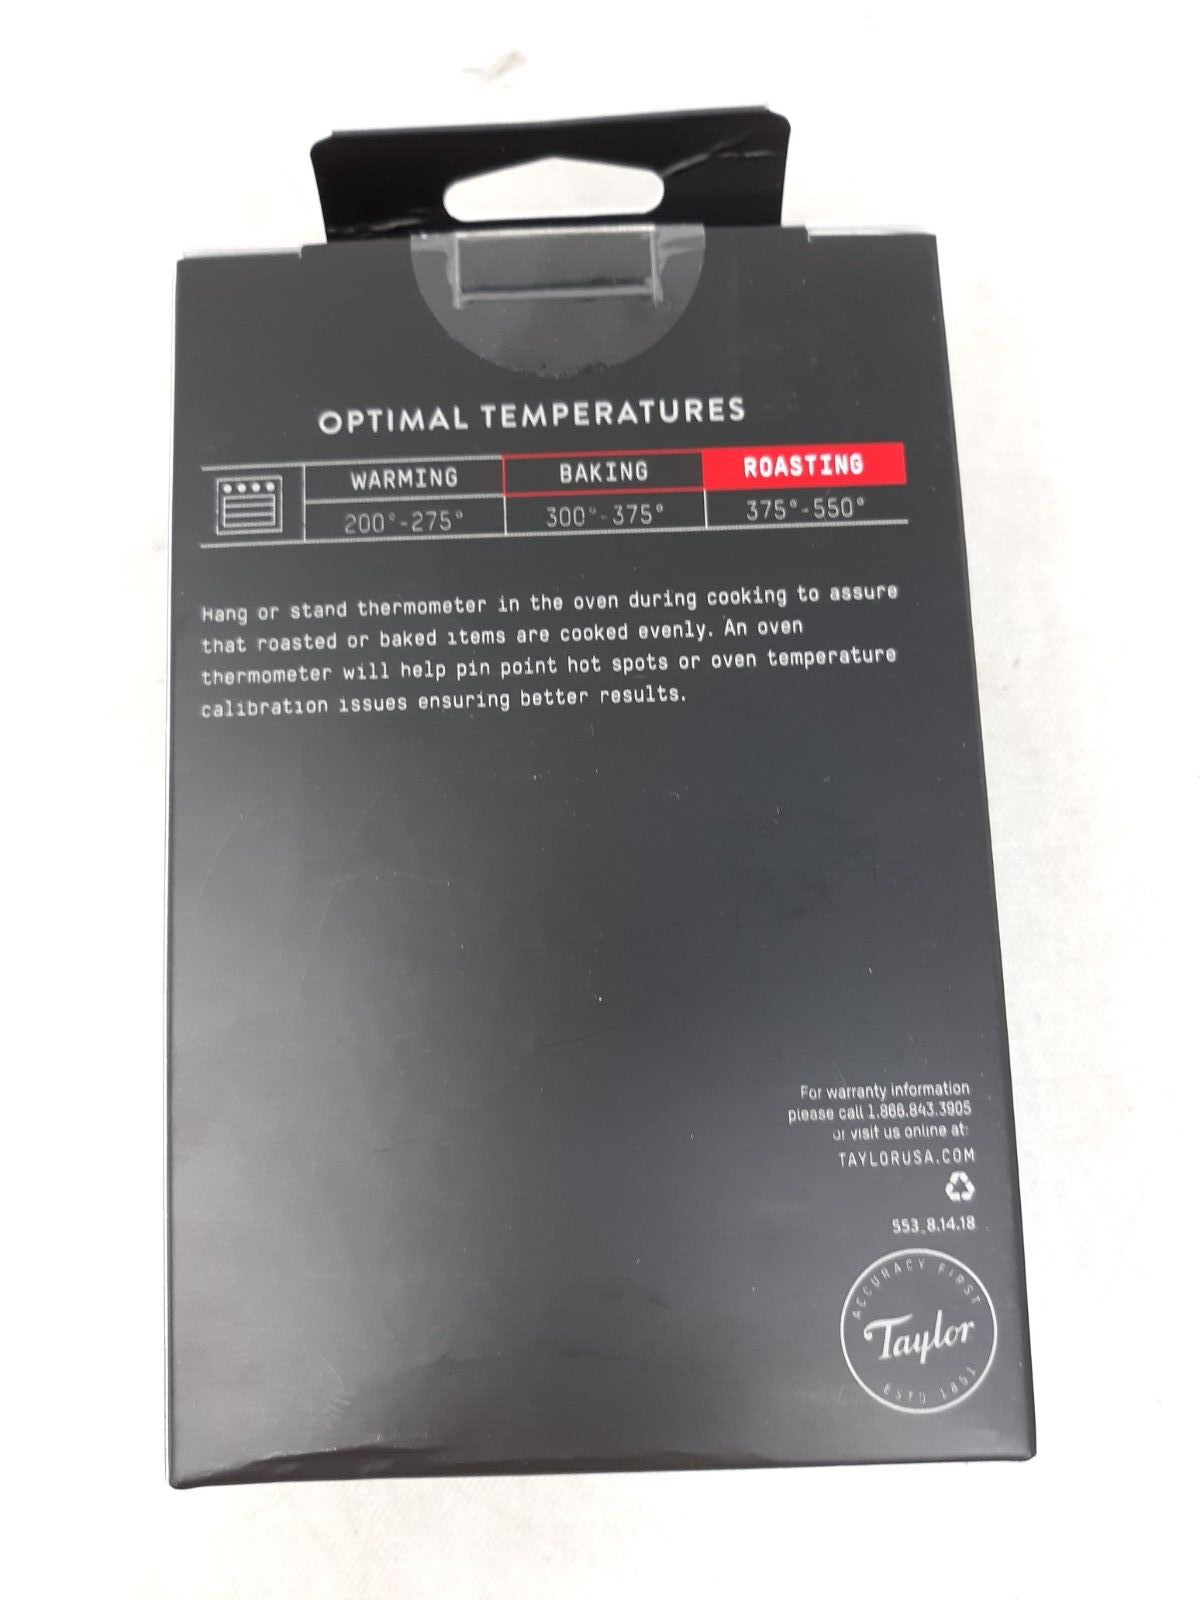 OPTIMAL TEMPERATURES
WARMING BAKING ROASTING
200°-275° 300°-375° 375°-550°
Hang or stand thermometer in the oven during cooking to assure
that roasted or baked items are cooked evenly. An oven
thermometer will help pin point hot spots or oven temperature
calibration issues ensuring better results.
For warranty information
please call 1.866.843.3905
or visit us online at:
TAYLORUSA.COM
553_8.14.18
ACCURACY FIRST
Taylor
ESTD 1851